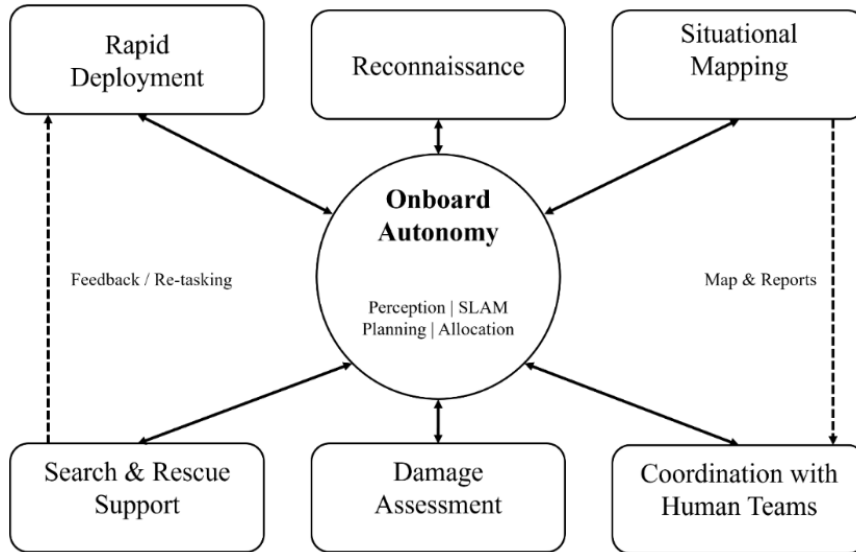 Rapid
Deployment
Reconnaissance
Situational
Mapping
Onboard
Autonomy
Perception | SLAM
Planning | Allocation
Feedback / Re-tasking
Map & Reports
Search & Rescue
Support
Damage
Assessment
Coordination with
Human Teams